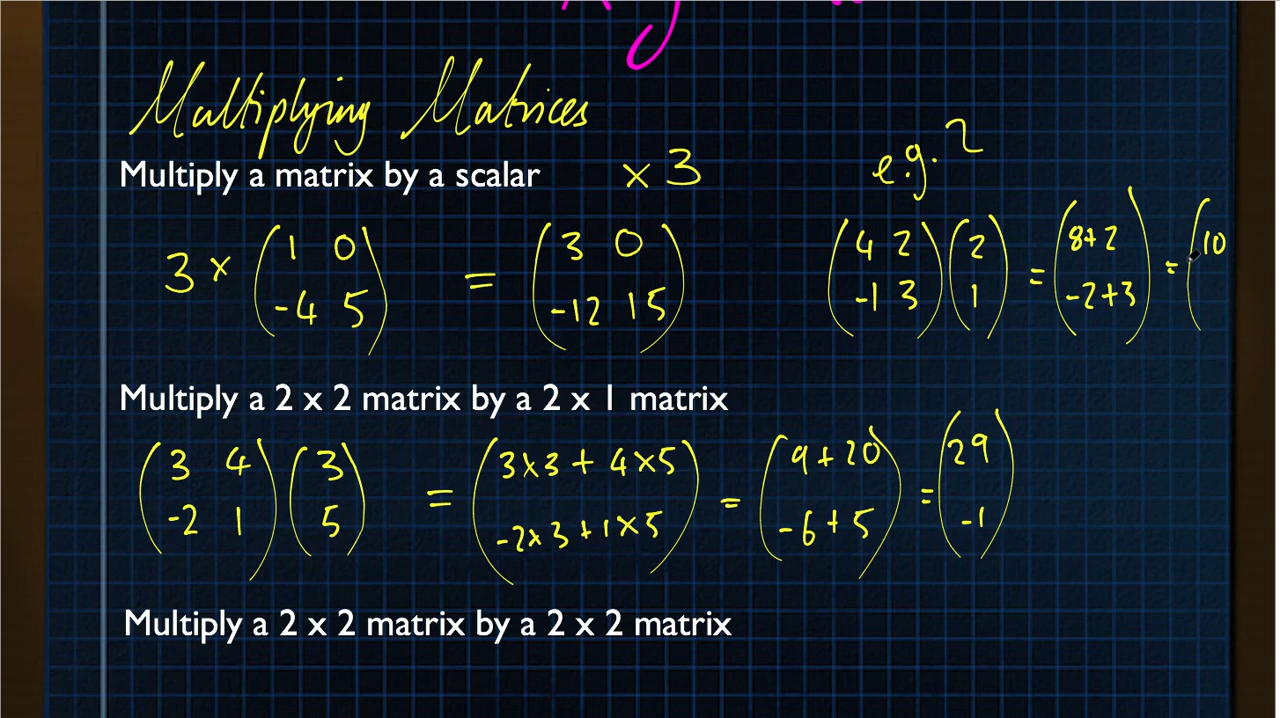 Multiplying Matrices
Multiply a matrix by a scalar × 3
e.g. 2
3 × ( 1 0 ) = ( 3 0 )
( -4 5 ) ( -12 15 )
( 4 2 ) ( 2 ) = ( 8+2 ) = ( 10
( -1 3 ) ( 1 ) ( -2+3 )
Multiply a 2 x 2 matrix by a 2 x 1 matrix
( 3 4 ) ( 3 ) = ( 3×3 + 4×5 ) = ( 9+20 ) = ( 29 )
( -2 1 ) ( 5 ) ( -2×3 + 1×5 ) ( -6+5 ) ( -1 )
Multiply a 2 x 2 matrix by a 2 x 2 matrix